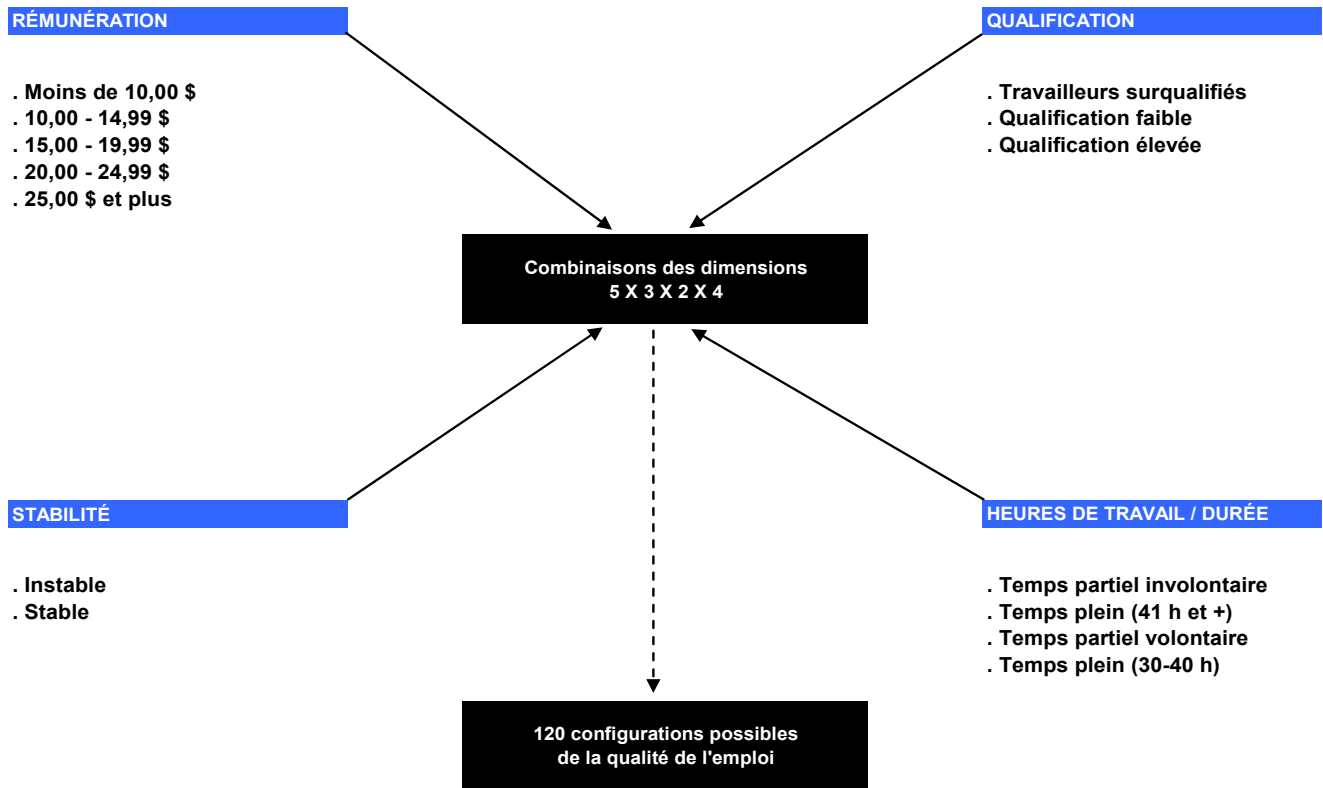 RÉMUNÉRATION
. Moins de 10,00 $
. 10,00 - 14,99 $
. 15,00 - 19,99 $
. 20,00 - 24,99 $
. 25,00 $ et plus
QUALIFICATION
. Travailleurs surqualifiés
. Qualification faible
. Qualification élevée
Combinaisons des dimensions
5 X 3 X 2 X 4
STABILITÉ
. Instable
. Stable
HEURES DE TRAVAIL / DURÉE
. Temps partiel involontaire
. Temps plein (41 h et +)
. Temps partiel volontaire
. Temps plein (30-40 h)
120 configurations possibles
de la qualité de l'emploi